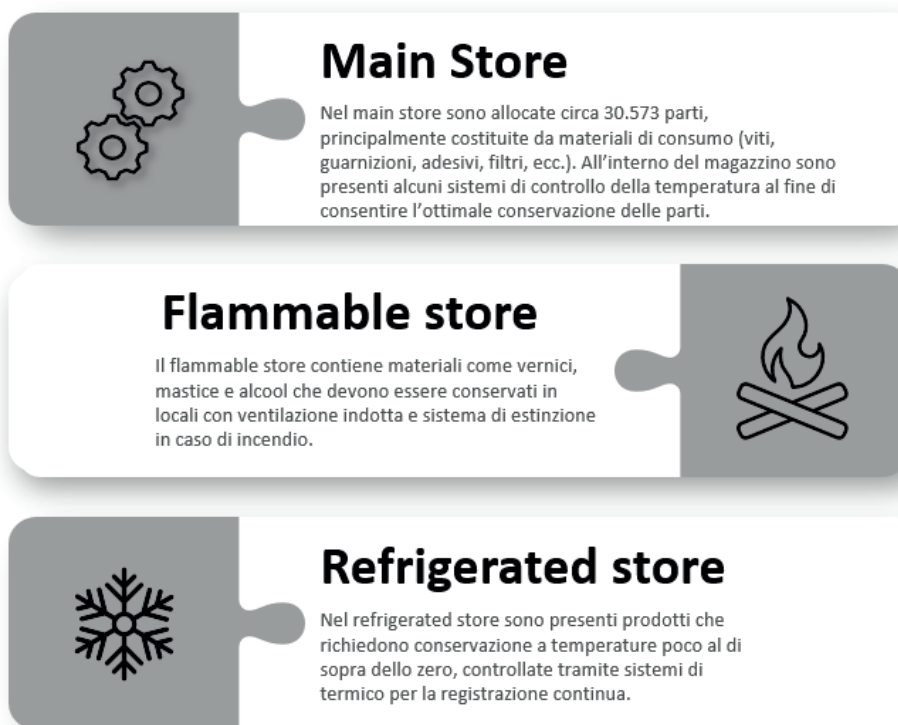 Main Store
Nel main store sono allocate circa 30.573 parti,
principalmente costituite da materiali di consumo (viti,
guarnizioni, adesivi, filtri, ecc.). All’interno del magazzino sono
presenti alcuni sistemi di controllo della temperatura al fine di
consentire l’ottimale conservazione delle parti.
Flammable store
Il flammable store contiene materiali come vernici,
mastice e alcool che devono essere conservati in
locali con ventilazione indotta e sistema di estinzione
in caso di incendio.
Refrigerated store
Nel refrigerated store sono presenti prodotti che
richiedono conservazione a temperature poco al di
sopra dello zero, controllate tramite sistemi di
termico per la registrazione continua.